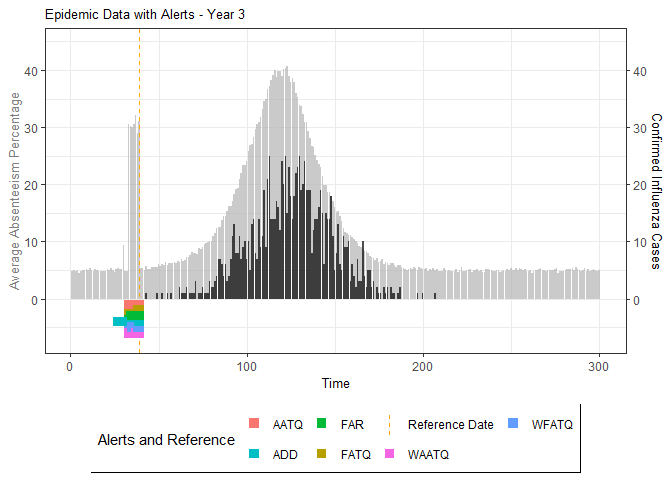 Epidemic Data with Alerts - Year 3
Average Absenteeism Percentage
40
30
20
10
0
40
30
20
10
0
Confirmed Influenza Cases
0
100
200
300
Time
Alerts and Reference
AATQ
FAR
Reference Date
WFATQ
ADD
FATQ
WAATQ